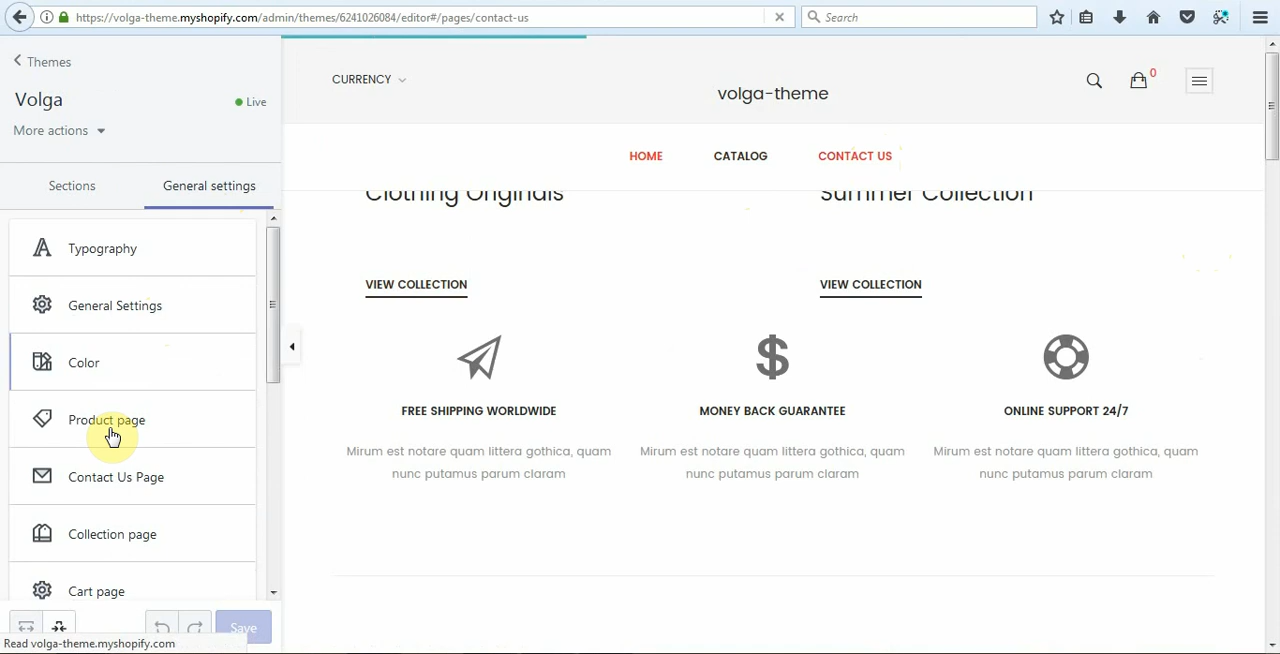 https://volga-theme.myshopify.com/admin/themes/6241026084/editor#/pages/contact-us
Search
Themes
Volga
Live
More actions
Sections
General settings
Typography
General Settings
Color
Product page
Contact Us Page
Collection page
Cart page
Save
Read volga-theme.myshopify.com
CURRENCY
volga-theme
0
HOME
CATALOG
CONTACT US
Clothing Originals
Summer Collection
VIEW COLLECTION
VIEW COLLECTION
$
FREE SHIPPING WORLDWIDE
MONEY BACK GUARANTEE
ONLINE SUPPORT 24/7
Mirum est notare quam littera gothica, quam
nunc putamus parum claram
Mirum est notare quam littera gothica, quam
nunc putamus parum claram
Mirum est notare quam littera gothica, quam
nunc putamus parum claram